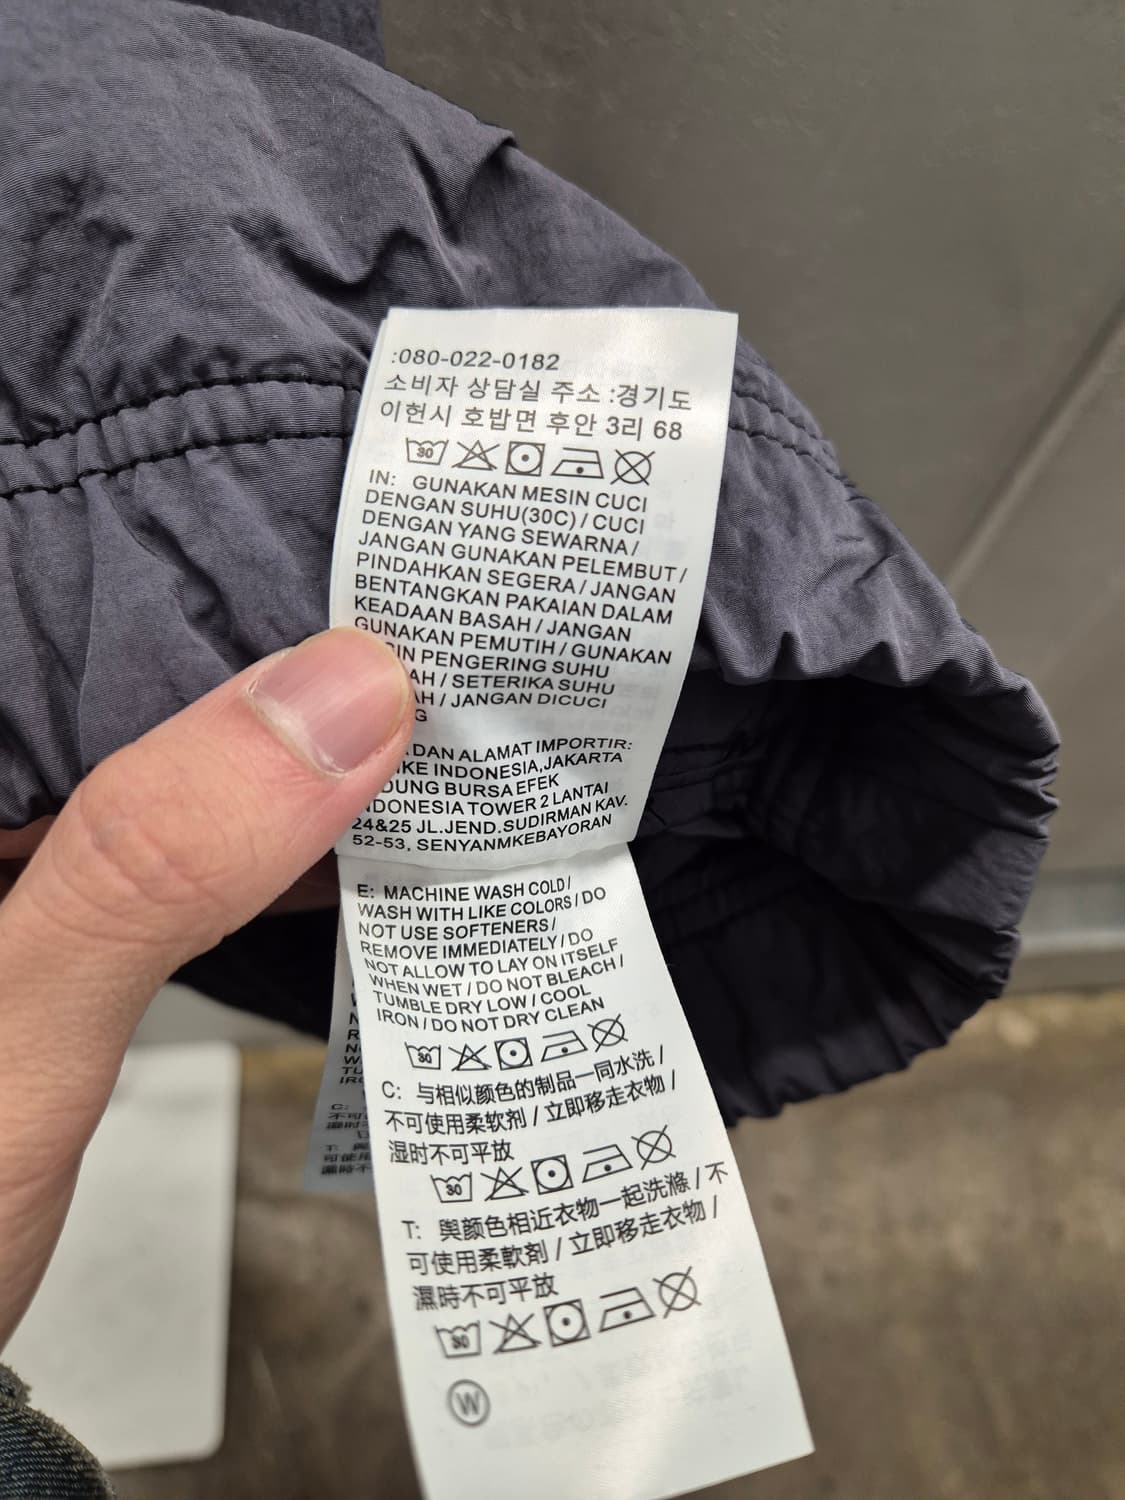 :080-022-0182
소비자 상담실 주소 :경기도
이헌시 호밥면 후안 3리 68
30
IN: GUNAKAN MESIN CUCI
DENGAN SUHU(30C) / CUCI
DENGAN YANG SEWARNA /
JANGAN GUNAKAN PELEMBUT /
PINDAHKAN SEGERA / JANGAN
BENTANGKAN PAKAIAN DALAM
KEADAAN BASAH / JANGAN
GUNAKAN PEMUTIH / GUNAKAN
PENGERING SUHU
/ SETERIKA SUHU
/ JANGAN DICUCI
DAN ALAMAT IMPORTIR:
INDONESIA,JAKARTA
BURSA EFEK
INDONESIA TOWER 2 LANTAI
24&25 JL.JEND.SUDIRMAN KAV.
52-53, SENYANMKEBAYORAN
E: MACHINE WASH COLD /
WASH WITH LIKE COLORS / DO
NOT USE SOFTENERS /
REMOVE IMMEDIATELY / DO
NOT ALLOW TO LAY ON ITSELF
WHEN WET / DO NOT BLEACH /
TUMBLE DRY LOW / COOL
IRON / DO NOT DRY CLEAN
30
C: 与相似颜色的制品一同水洗 /
不可使用柔软剂 / 立即移走衣物 /
湿时不可平放
30
T: 與颜色相近衣物一起洗滌 / 不
可使用柔軟劑 / 立即移走衣物 /
濕時不可平放
30
W